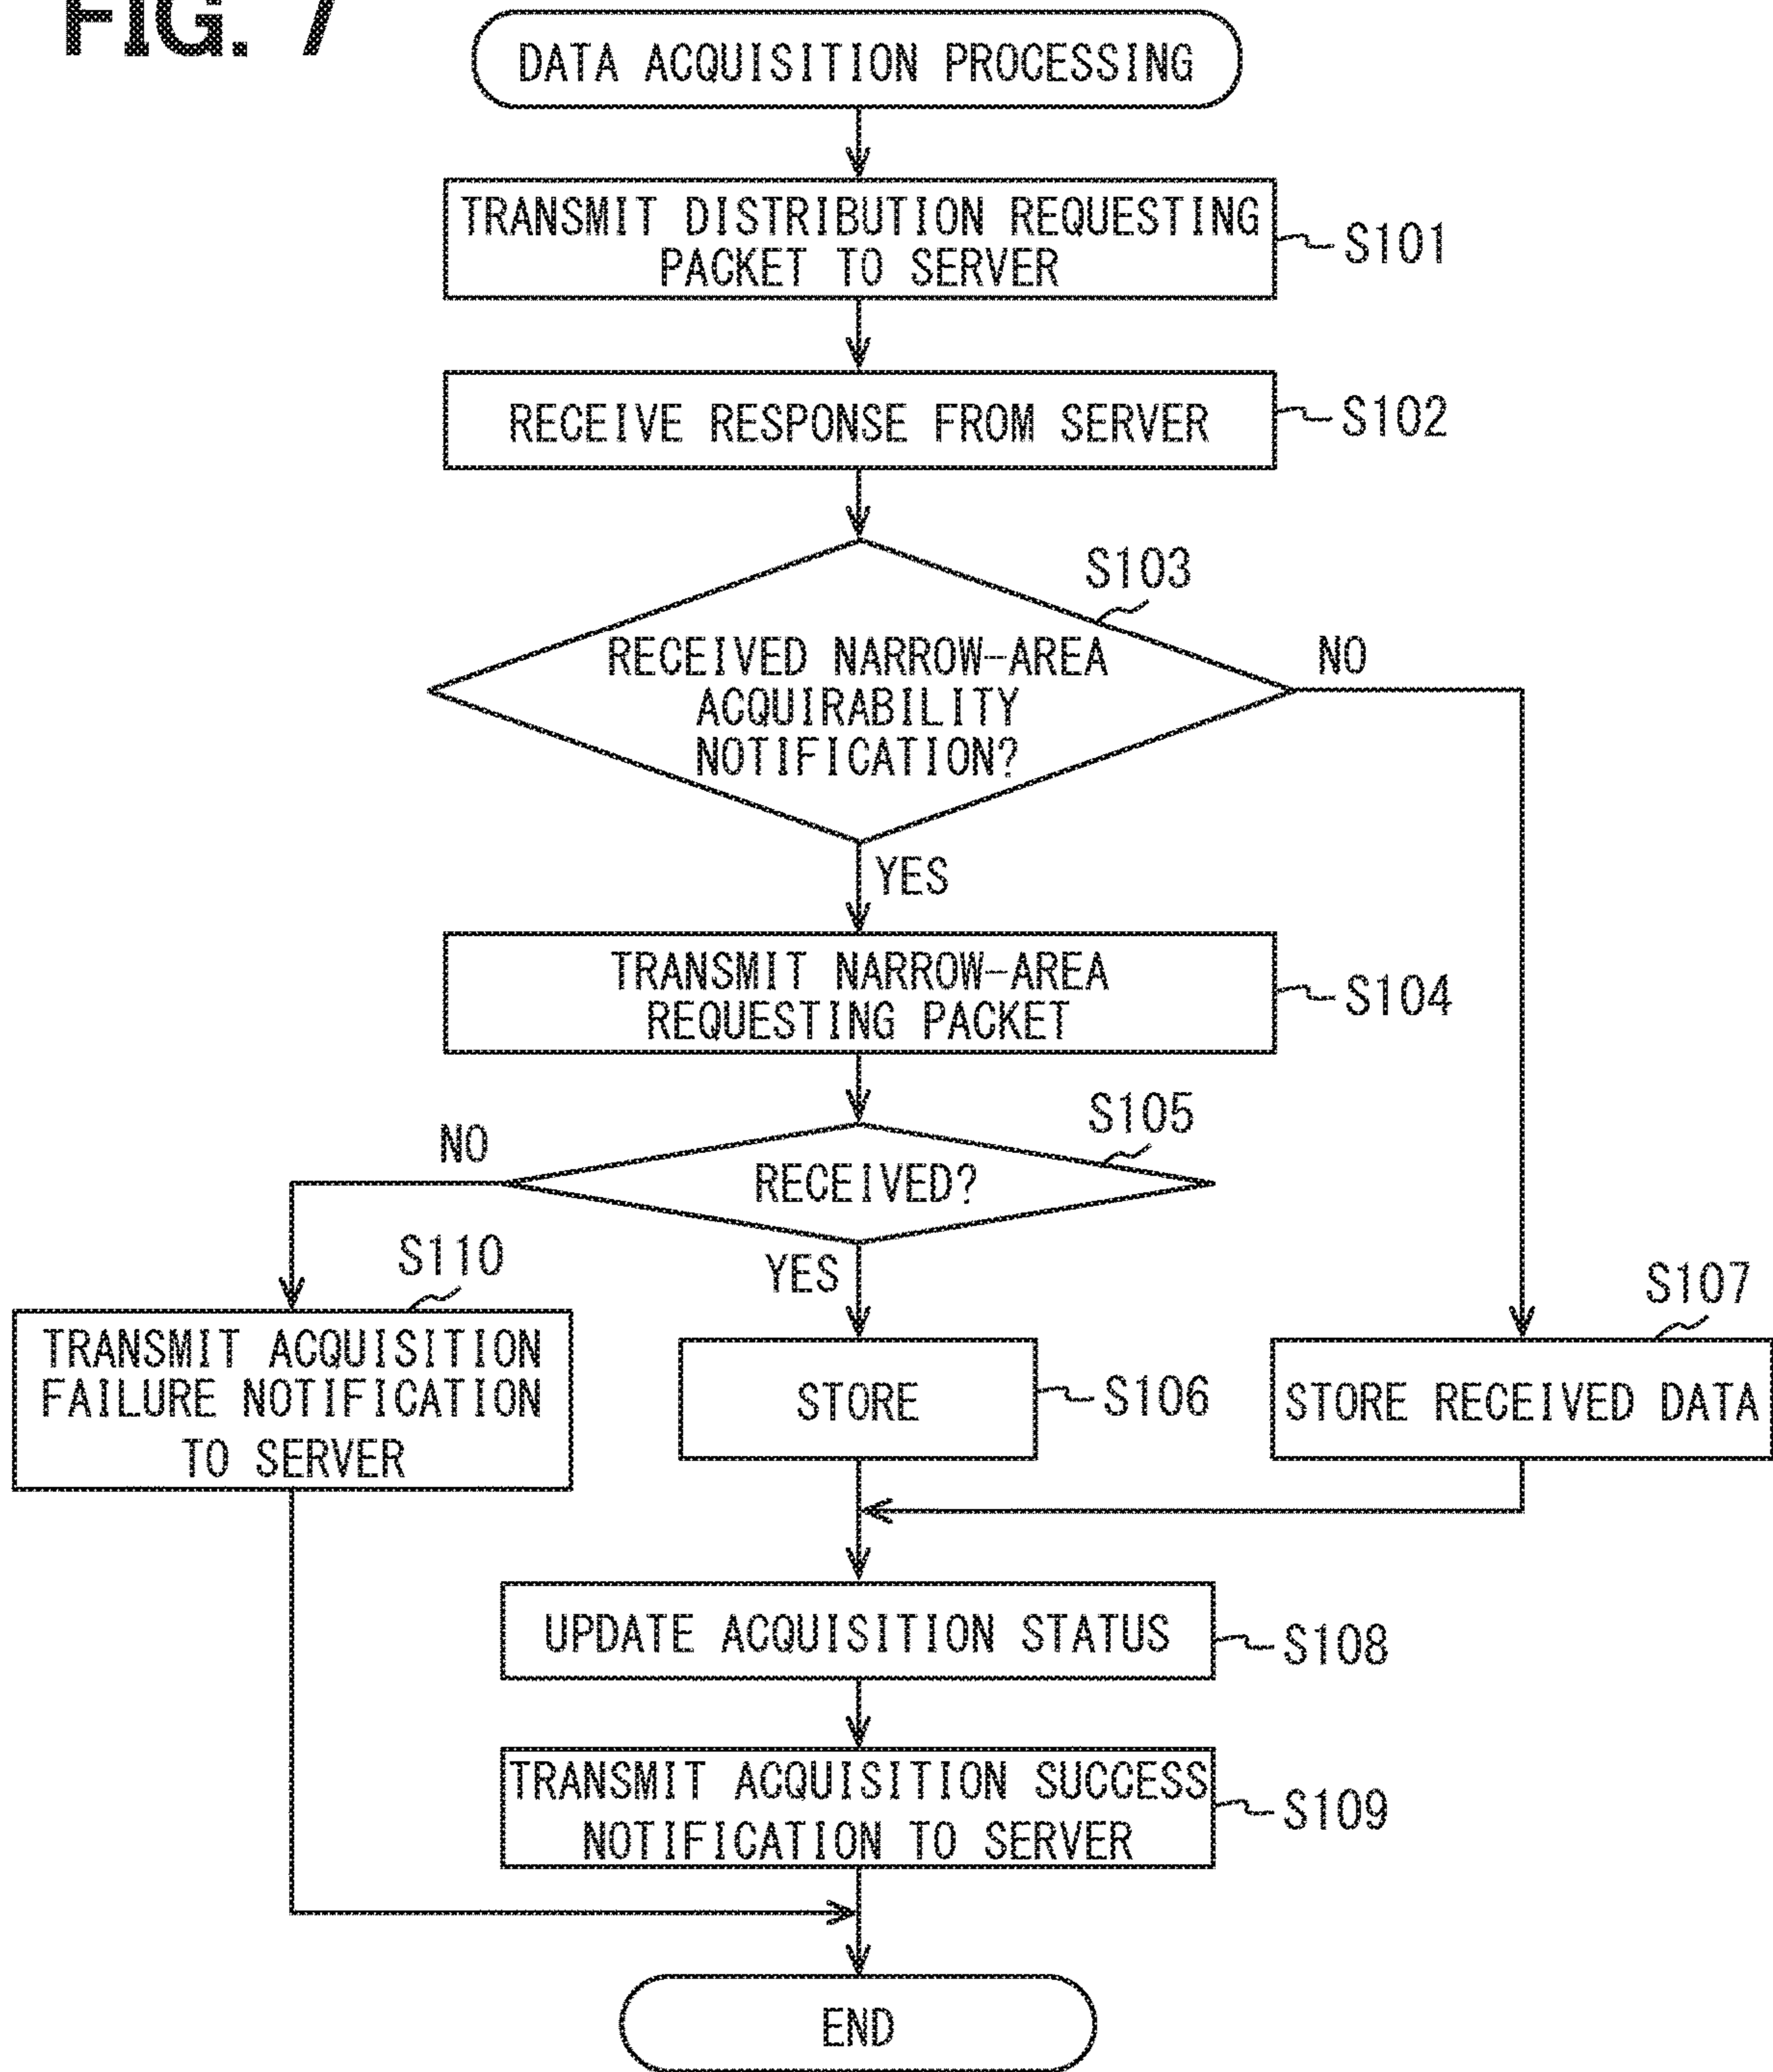 FIG. 7
DATA ACQUISITION PROCESSING
TRANSMIT DISTRIBUTION REQUESTING
PACKET TO SERVER
S101
RECEIVE RESPONSE FROM SERVER
S102
S103
RECEIVED NARROW-AREA
ACQUIRABILITY
NOTIFICATION?
NO
YES
TRANSMIT NARROW-AREA
REQUESTING PACKET
S104
S105
RECEIVED?
NO
YES
S110
TRANSMIT ACQUISITION
FAILURE NOTIFICATION
TO SERVER
STORE
S106
S107
STORE RECEIVED DATA
UPDATE ACQUISITION STATUS
S108
TRANSMIT ACQUISITION SUCCESS
NOTIFICATION TO SERVER
S109
END